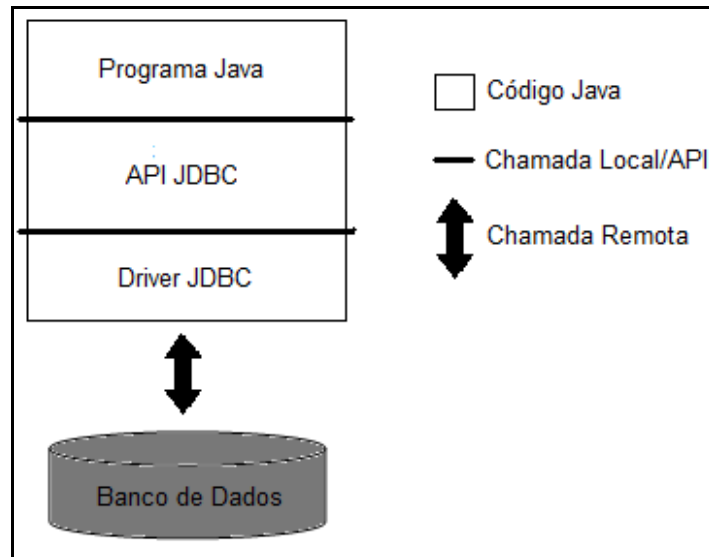 Programa Java
API JDBC
Driver JDBC
Banco de Dados
Código Java
Chamada Local/API
Chamada Remota